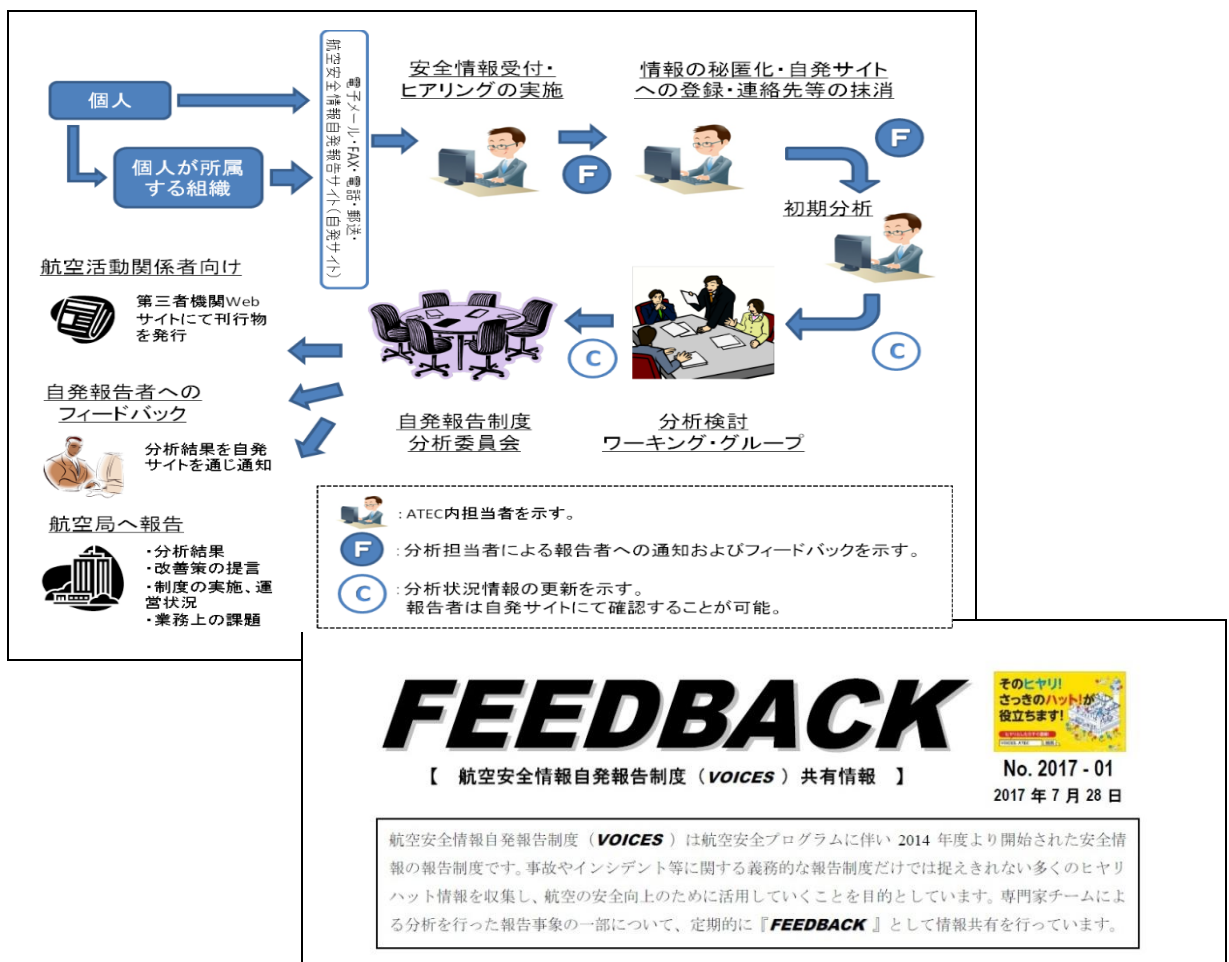 個人
個人が所属
する組織
電子メール・FAX・電話・郵送・
航空安全情報自発報告サイト(自発サイト)
安全情報受付・
ヒアリングの実施
F
情報の秘匿化・自発サイト
への登録・連絡先等の抹消
F
初期分析
C
分析検討
ワーキング・グループ
C
自発報告制度
分析委員会
航空活動関係者向け
第三者機関Web
サイトにて刊行物
を発行
自発報告者への
フィードバック
分析結果を自発
サイトを通じ通知
航空局へ報告
・分析結果
・改善策の提言
・制度の実施、運
営状況
・業務上の課題
：ATEC内担当者を示す。
F
：分析担当者による報告者への通知およびフィードバックを示す。
C
：分析状況情報の更新を示す。
報告者は自発サイトにて確認することが可能。
FEEDBACK
【 航空安全情報自発報告制度（VOICES）共有情報 】
そのヒヤリ!
さっきのハット!が
役立ちます!
No. 2017 - 01
2017 年 7 月 28 日
航空安全情報自発報告制度（VOICES）は航空安全プログラムに伴い 2014 年度より開始された安全情
報の報告制度です。事故やインシデント等に関する義務的な報告制度だけでは捉えきれない多くのヒヤリ
ハット情報を収集し、航空の安全向上のために活用していくことを目的としています。専門家チームによ
る分析を行った報告事象の一部について、定期的に『FEEDBACK』として情報共有を行っています。